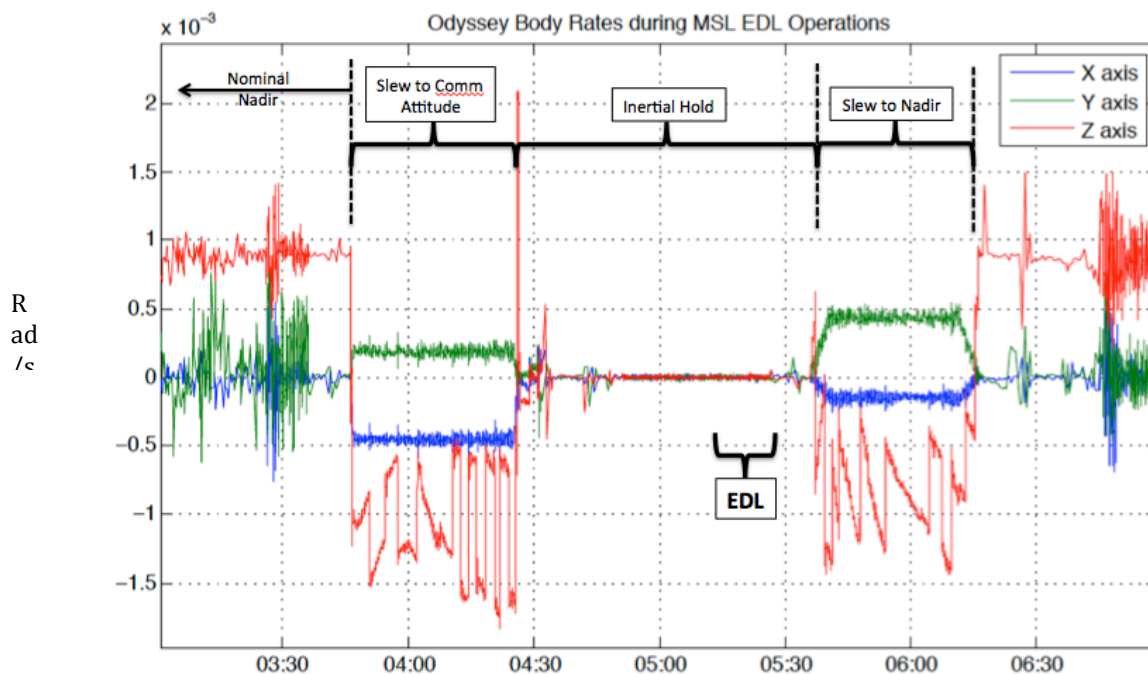 Odyssey Body Rates during MSL EDL Operations
x 10⁻³
Nominal
Nadir
Slew to Comm
Attitude
Inertial Hold
Slew to Nadir
X axis
Y axis
Z axis
2
1.5
1
0.5
0
−0.5
−1
−1.5
R
ad
/s
EDL
03:30
04:00
04:30
05:00
05:30
06:00
06:30